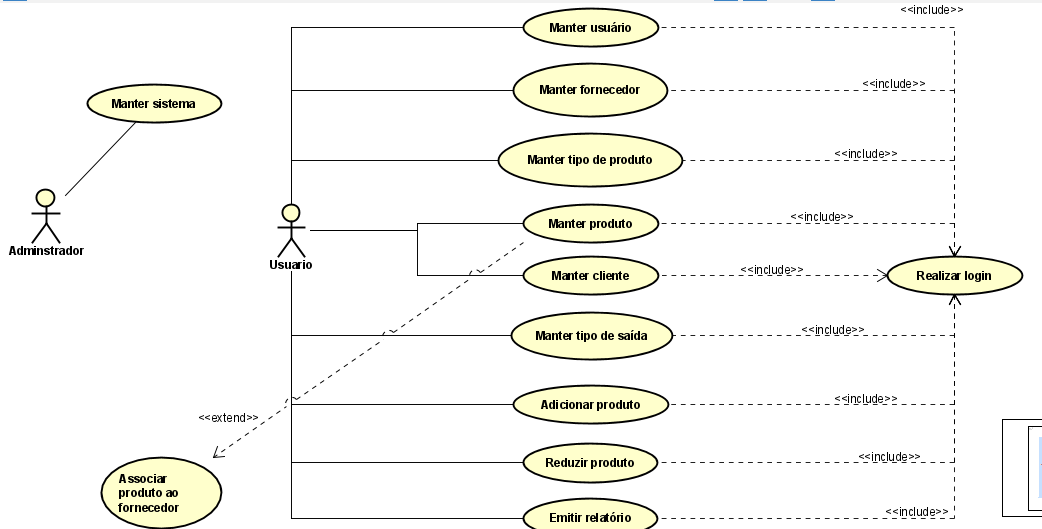 <<include>>
Manter usuário
<<include>>
Manter fornecedor
Manter sistema
<<include>>
Manter tipo de produto
<<include>>
Manter produto
Adminstrador
Usuario
<<include>>
Manter cliente
Realizar login
<<include>>
Manter tipo de saída
<<include>>
Adicionar produto
<<extend>>
<<include>>
Reduzir produto
Associar
produto ao
fornecedor
<<include>>
Emitir relatório